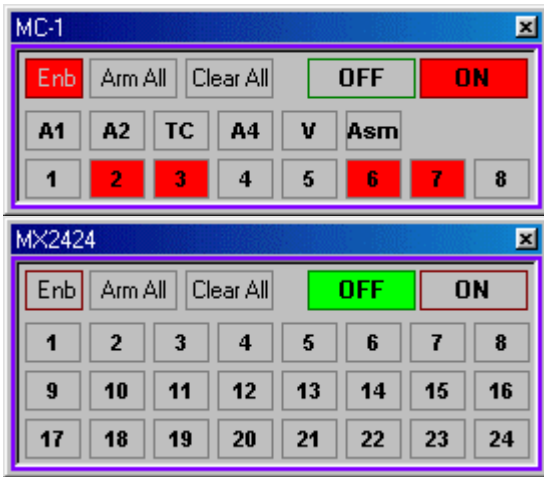 MC-1
Enb Arm All Clear All OFF ON
A1 A2 TC A4 V Asm
1 2 3 4 5 6 7 8
MX2424
Enb Arm All Clear All OFF ON
1 2 3 4 5 6 7 8
9 10 11 12 13 14 15 16
17 18 19 20 21 22 23 24